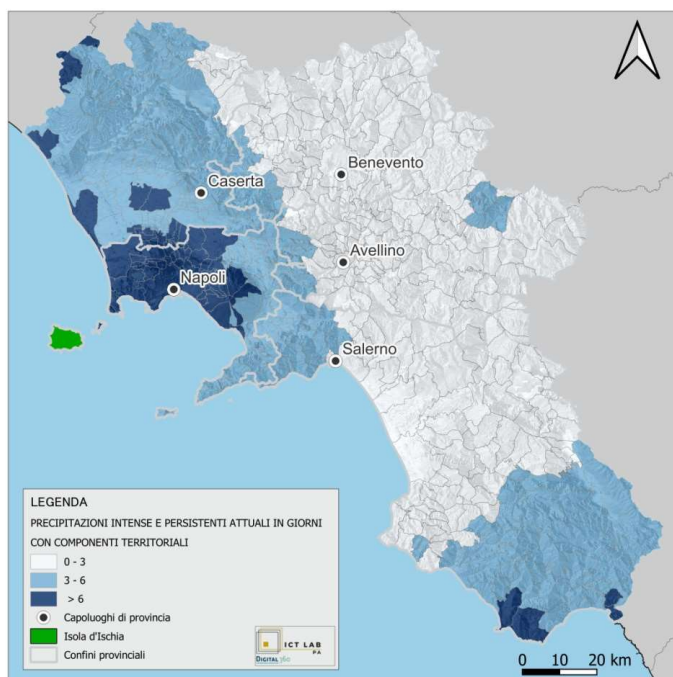 Benevento
Caserta
Avellino
Napoli
Salerno
LEGENDA
PRECIPITAZIONI INTENSE E PERSISTENTI ATTUALI IN GIORNI
CON COMPONENTI TERRITORIALI
0 - 3
3 - 6
> 6
Capoluoghi di provincia
Isola d'Ischia
Confini provinciali
ICT LAB
PA
DIGITAL360
0 10 20 km